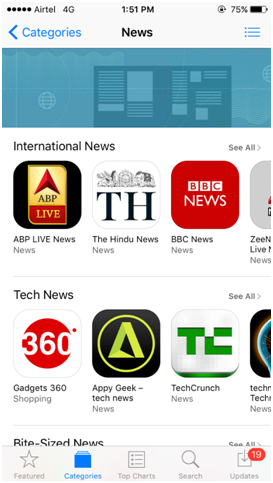 Airtel 4G 1:51 PM 75%
Categories News
International News See All >
ABP
LIVE
TH
BBC
NEWS
ABP LIVE News The Hindu News BBC News ZeeN
Live N
News News News News
Tech News See All >
360
TC
Gadgets 360 Appy Geek – TechCrunch techn
tech news Techn
Shopping News News News
Bite-Sized News See All >
19
Featured Categories Top Charts Search Updates